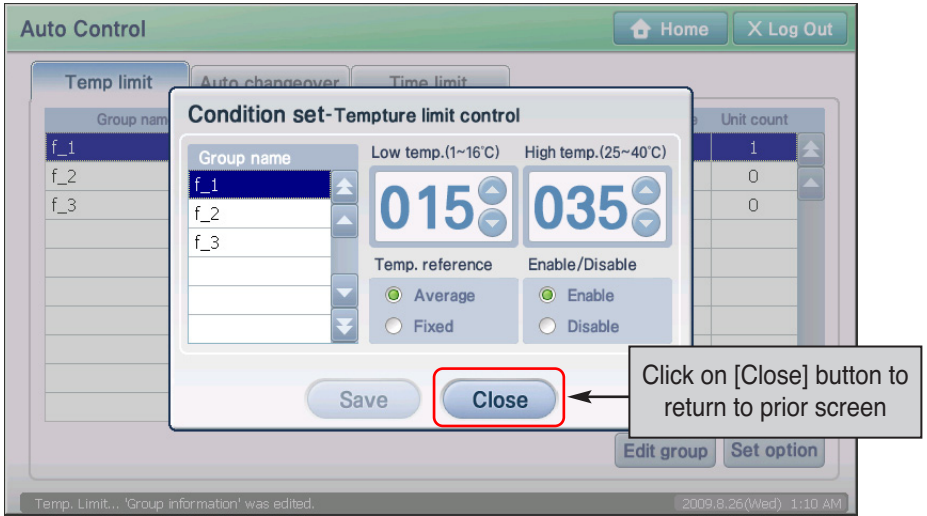 Auto Control
Home
X Log Out
Temp limit
Auto changeover
Time limit
Group nam
Unit count
f_1
1
f_2
0
f_3
0
Condition set-Tempture limit control
Group name
f_1
f_2
f_3
Low temp.(1~16℃)
High temp.(25~40℃)
015
035
Temp. reference
Enable/Disable
Average
Enable
Fixed
Disable
Save
Close
Click on [Close] button to
return to prior screen
Edit group
Set option
Temp. Limit... 'Group information' was edited.
2009.8.26(Wed) 1:10 AM